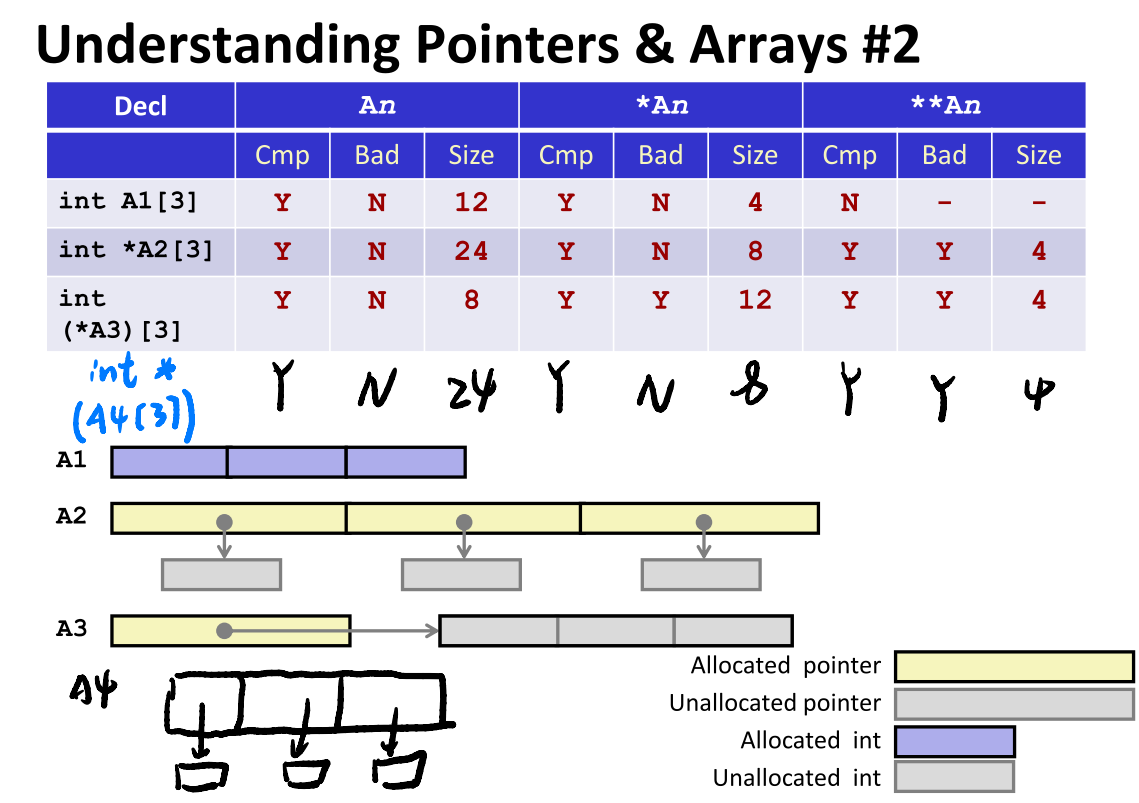 Understanding Pointers & Arrays #2
Decl An *An **An
Cmp Bad Size Cmp Bad Size Cmp Bad Size
int A1[3] Y N 12 Y N 4 N - -
int *A2[3] Y N 24 Y N 8 Y Y 4
int (*A3)[3] Y N 8 Y Y 12 Y Y 4
int * (A4[3]) Y N 24 Y N 8 Y Y 4
A1
A2
A3
A4
Allocated pointer
Unallocated pointer
Allocated int
Unallocated int